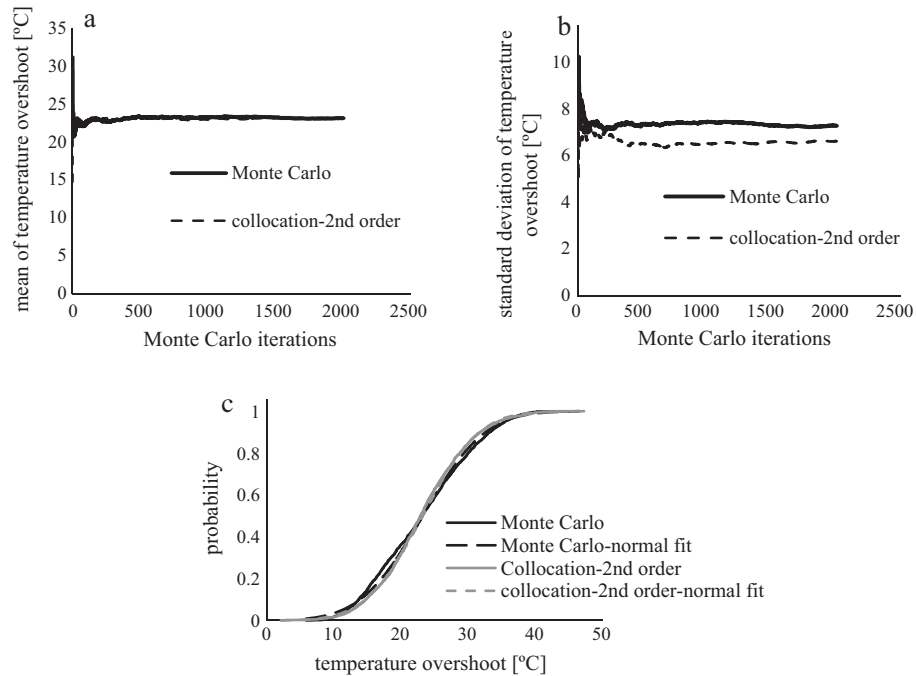 a
mean of temperature overshoot [ºC]
35
30
25
20
15
10
5
0
Monte Carlo
collocation-2nd order
0 500 1000 1500 2000 2500
Monte Carlo iterations
b
standard deviation of temperature
overshoot [ºC]
10
8
6
4
2
0
Monte Carlo
collocation-2nd order
0 500 1000 1500 2000 2500
Monte Carlo iterations
c
probability
1
0.8
0.6
0.4
0.2
0
Monte Carlo
Monte Carlo-normal fit
Collocation-2nd order
collocation-2nd order-normal fit
0 10 20 30 40 50
temperature overshoot [ºC]